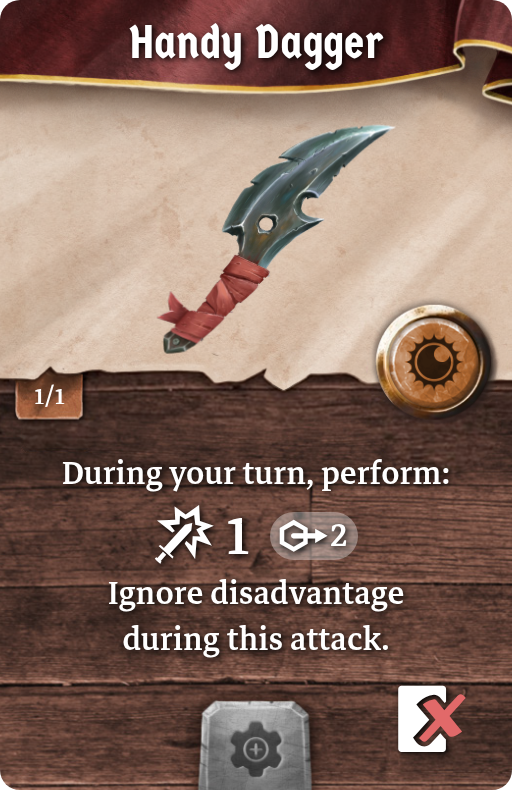 Handy Dagger
1/1
During your turn, perform:
1 2
Ignore disadvantage
during this attack.